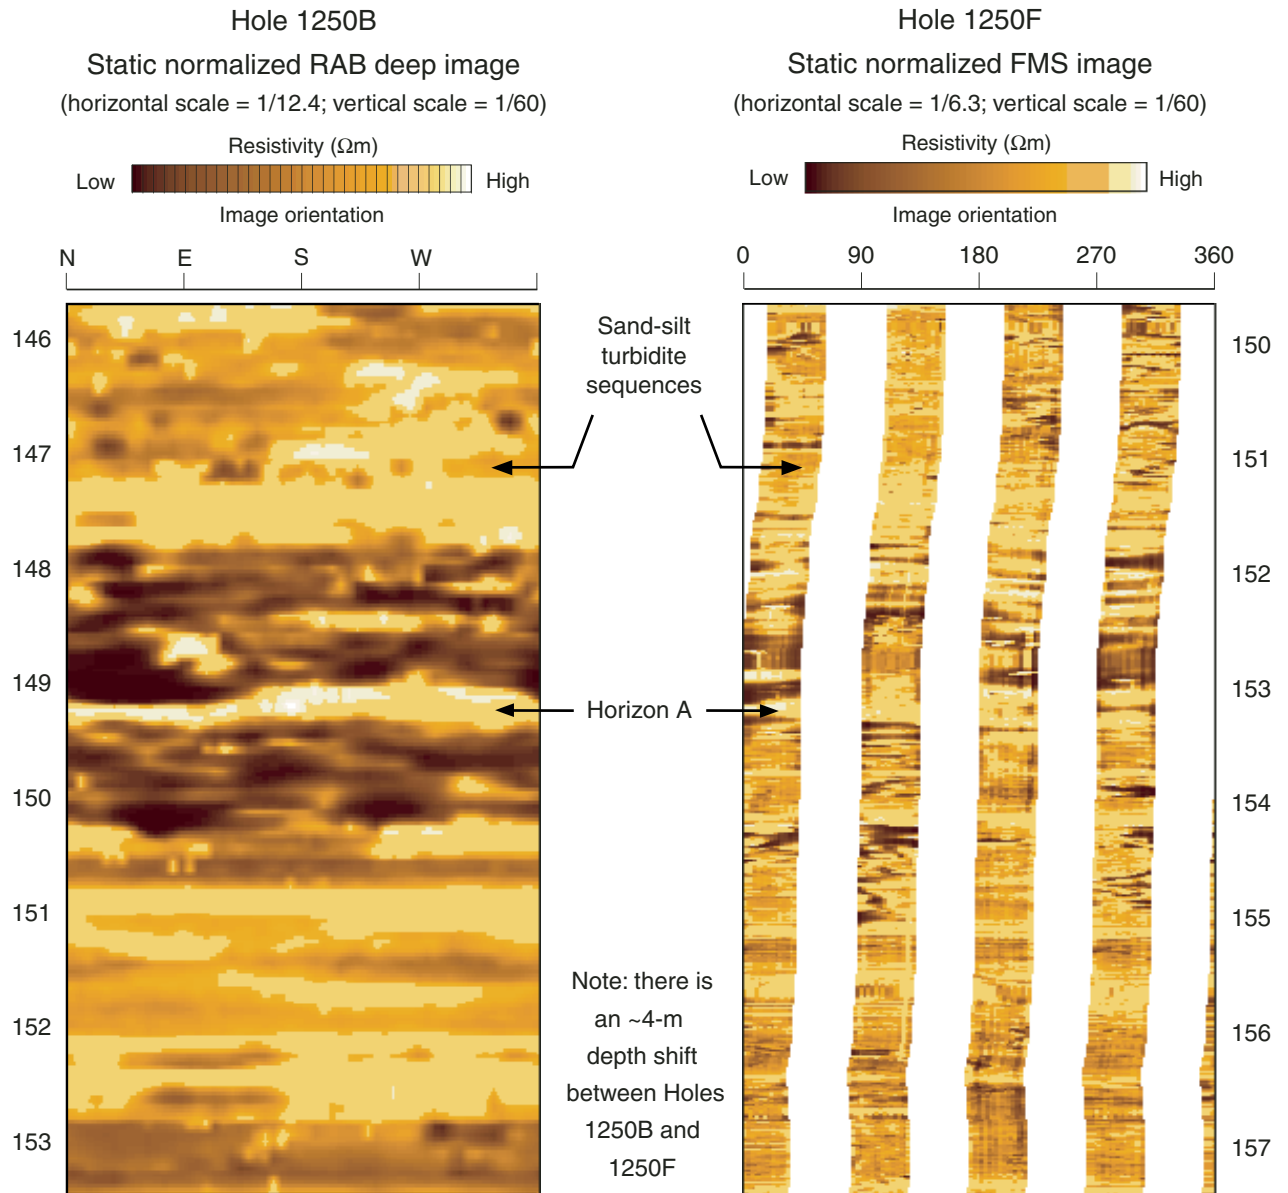 Hole 1250B
Static normalized RAB deep image
(horizontal scale = 1/12.4; vertical scale = 1/60)
Resistivity (Ωm)
Low
High
Image orientation
N
E
S
W
146
147
148
149
150
151
152
153
Sand-silt
turbidite
sequences
Horizon A
Note: there is
an ~4-m
depth shift
between Holes
1250B and
1250F
Hole 1250F
Static normalized FMS image
(horizontal scale = 1/6.3; vertical scale = 1/60)
Resistivity (Ωm)
Low
High
Image orientation
0
90
180
270
360
150
151
152
153
154
155
156
157